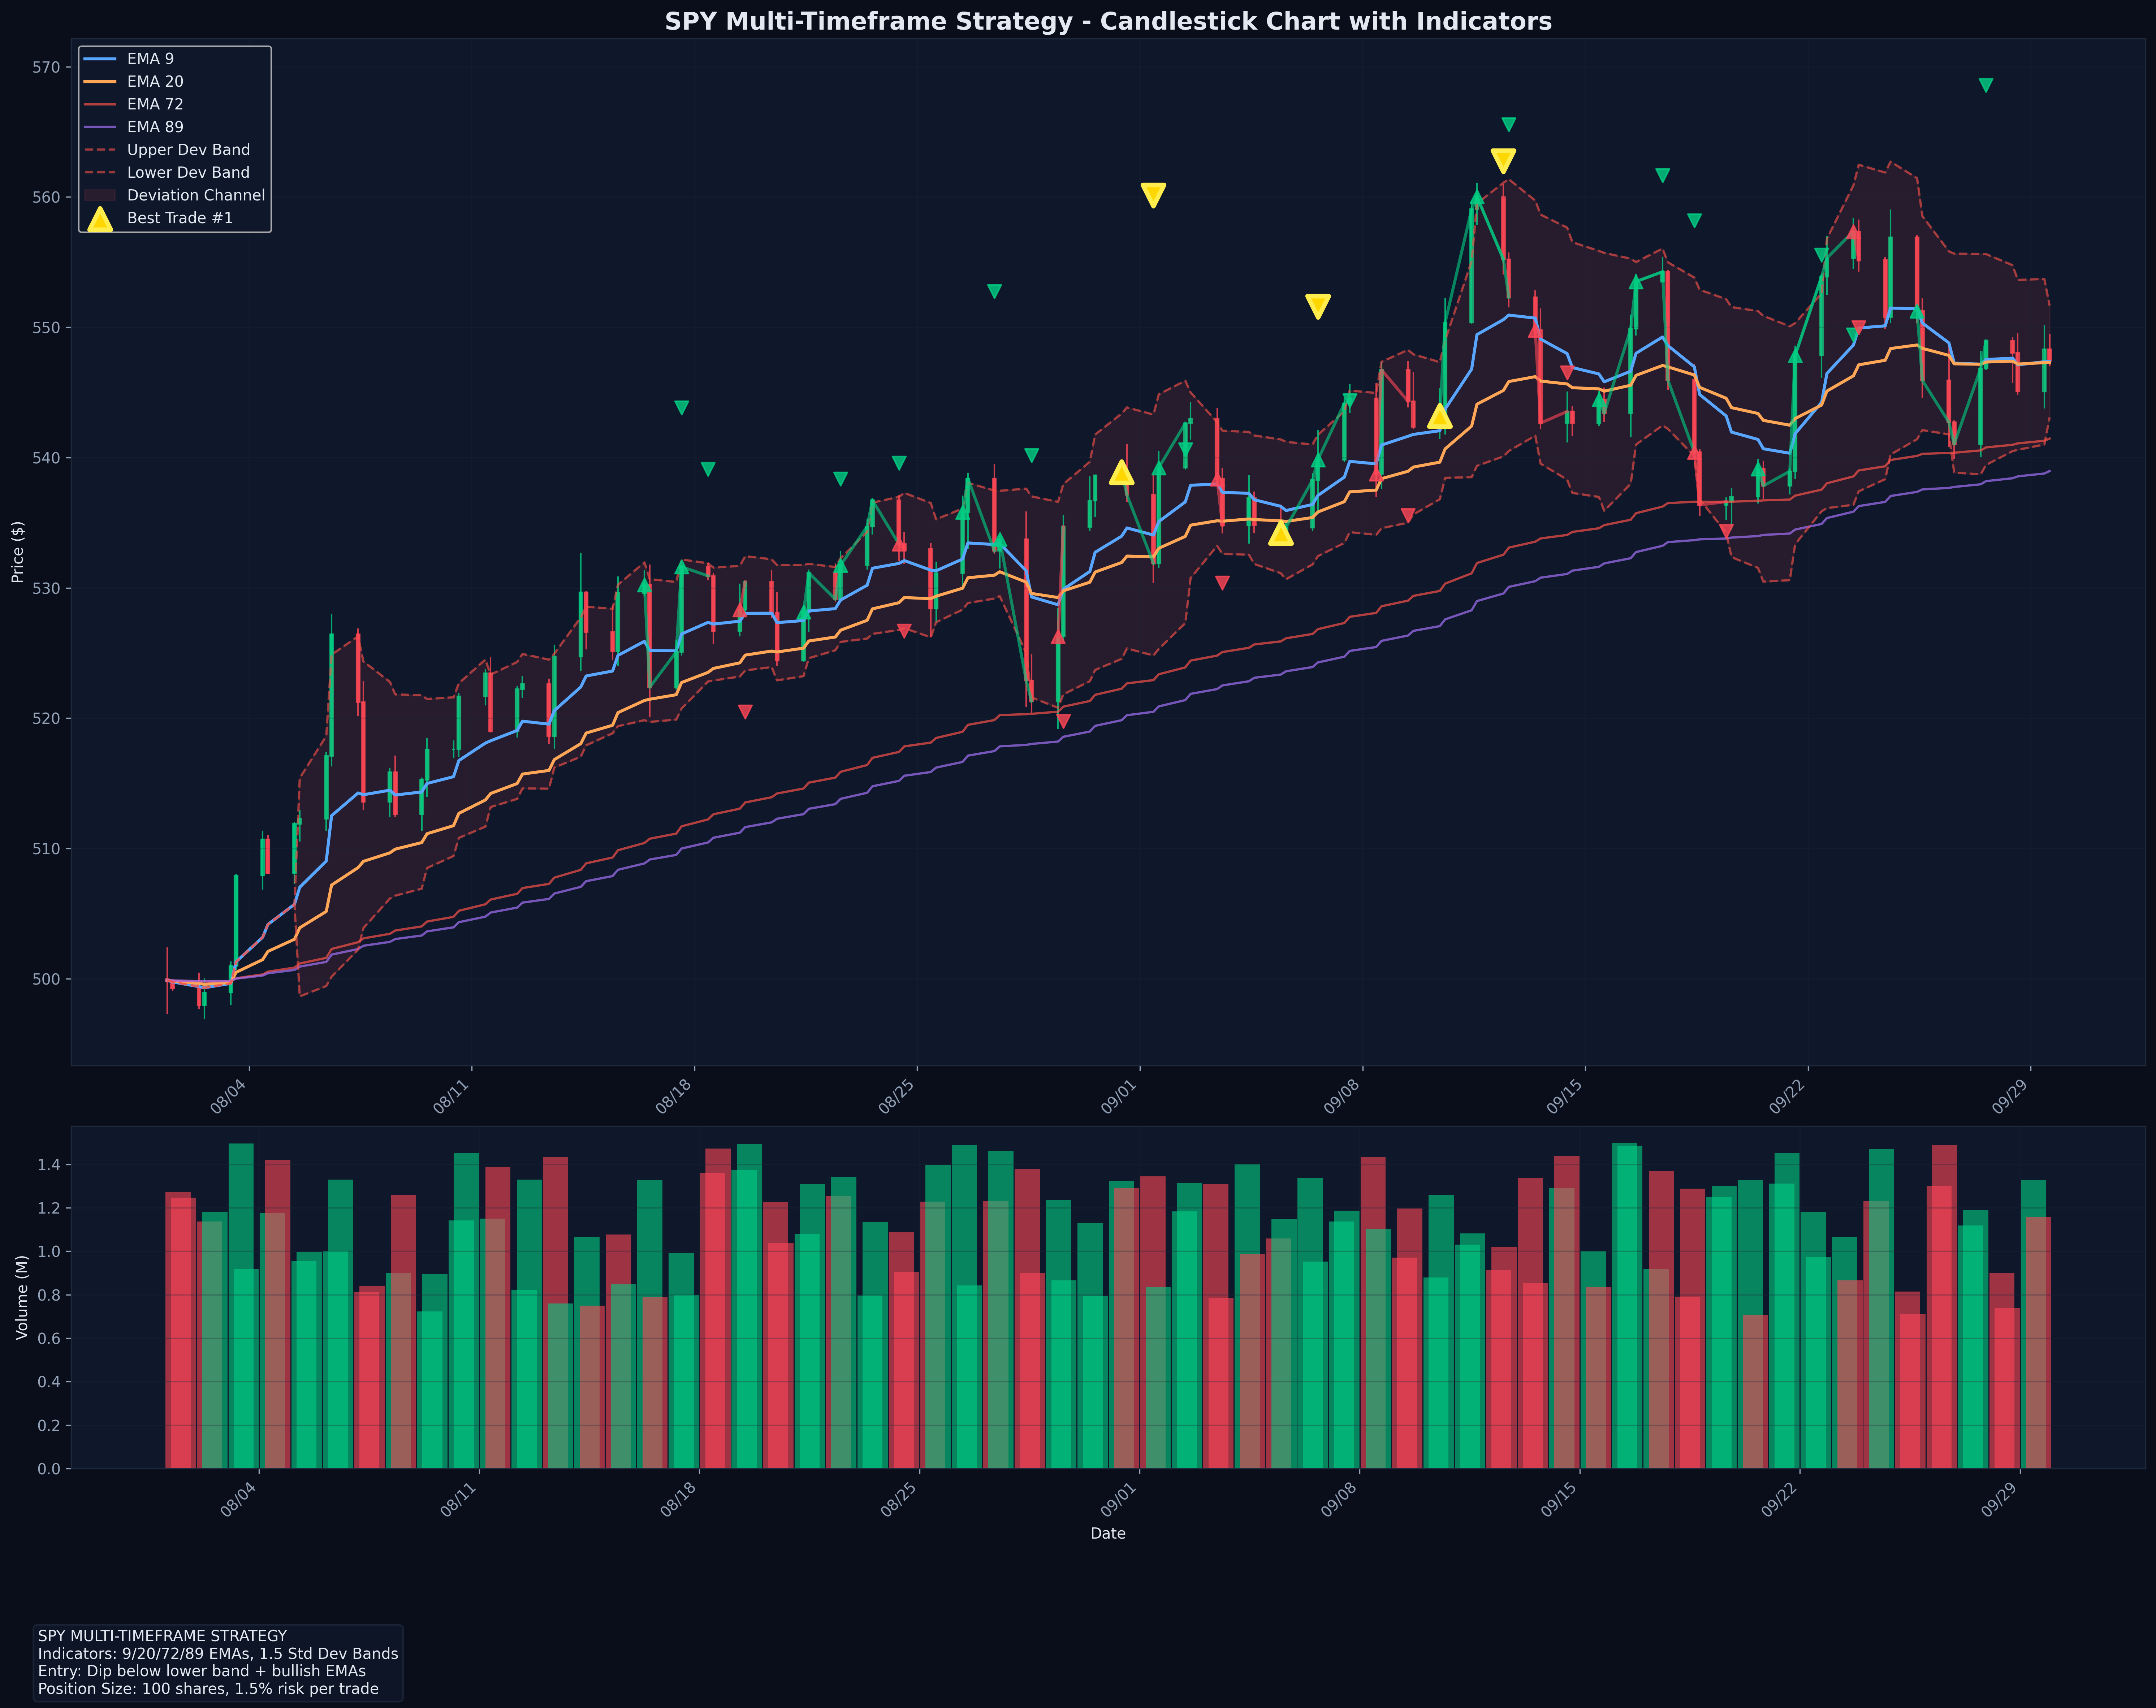 SPY Multi-Timeframe Strategy - Candlestick Chart with Indicators
EMA 9
EMA 20
EMA 72
EMA 89
Upper Dev Band
Lower Dev Band
Deviation Channel
Best Trade #1
Price ($)
570
560
550
540
530
520
510
500
08/04
08/11
08/18
08/25
09/01
09/08
09/15
09/22
09/29
Volume (M)
1.4
1.2
1.0
0.8
0.6
0.4
0.2
0.0
08/04
08/11
08/18
08/25
09/01
09/08
09/15
09/22
09/29
Date
SPY MULTI-TIMEFRAME STRATEGY
Indicators: 9/20/72/89 EMAs, 1.5 Std Dev Bands
Entry: Dip below lower band + bullish EMAs
Position Size: 100 shares, 1.5% risk per trade